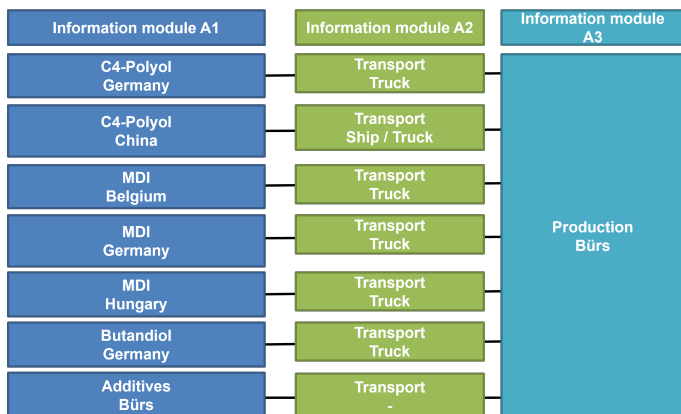 Information module A1
Information module A2
Information module
A3
C4-Polyol
Germany
Transport
Truck
C4-Polyol
China
Transport
Ship / Truck
MDI
Belgium
Transport
Truck
MDI
Germany
Transport
Truck
Production
Bürs
MDI
Hungary
Transport
Truck
Butandiol
Germany
Transport
Truck
Additives
Bürs
Transport
-